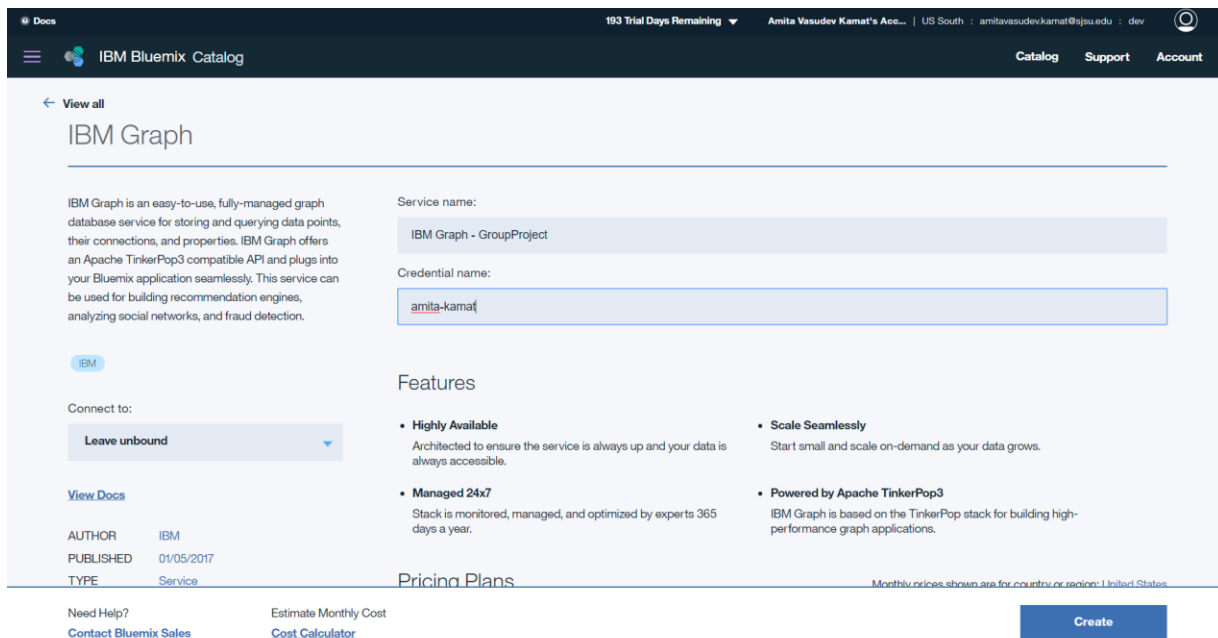 Docs
193 Trial Days Remaining
Amita Vasudev Kamat's Acc... | US South : amitavasudev.kamat@sjsu.edu : dev
IBM Bluemix Catalog
Catalog
Support
Account
View all
IBM Graph
IBM Graph is an easy-to-use, fully-managed graph
database service for storing and querying data points,
their connections, and properties. IBM Graph offers
an Apache TinkerPop3 compatible API and plugs into
your Bluemix application seamlessly. This service can
be used for building recommendation engines,
analyzing social networks, and fraud detection.
IBM
Connect to:
Leave unbound
View Docs
AUTHOR IBM
PUBLISHED 01/05/2017
TYPE Service
Service name:
IBM Graph - GroupProject
Credential name:
amita-kamat
Features
• Highly Available
Architected to ensure the service is always up and your data is
always accessible.
• Scale Seamlessly
Start small and scale on-demand as your data grows.
• Managed 24x7
Stack is monitored, managed, and optimized by experts 365
days a year.
• Powered by Apache TinkerPop3
IBM Graph is based on the TinkerPop stack for building high-
performance graph applications.
Pricing Plans
Monthly prices shown are for country or region: United States
Need Help?
Contact Bluemix Sales
Estimate Monthly Cost
Cost Calculator
Create